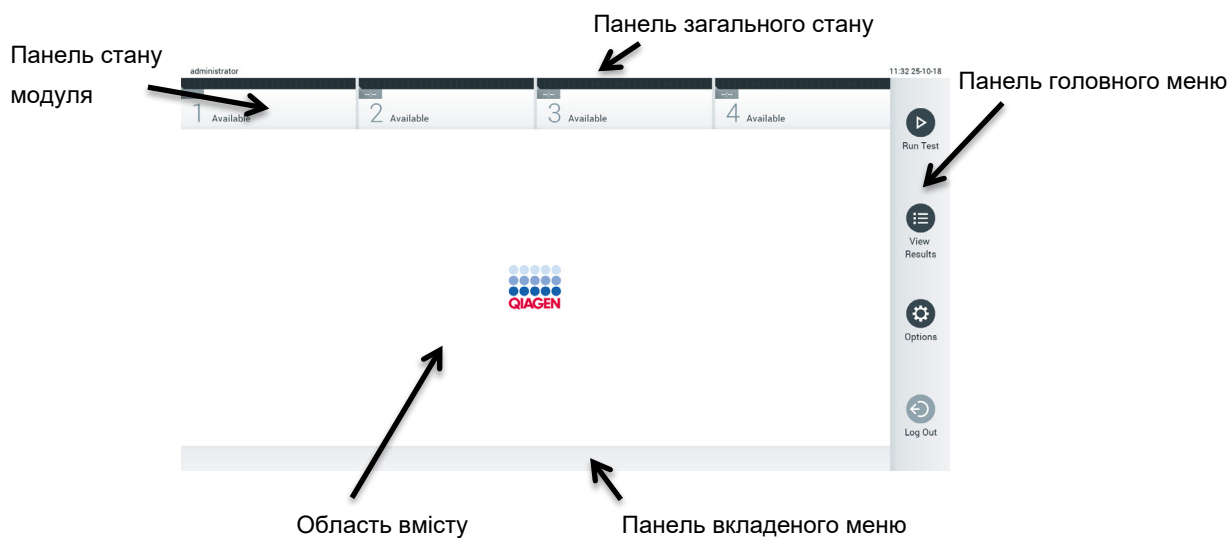 Панель загального стану
Панель стану
модуля
Панель головного меню
administrator
11:32 25-10-18
--:-- --:-- --:-- --:--
1 Available 2 Available 3 Available 4 Available
Run Test
View
Results
QIAGEN
Options
Log Out
Область вмісту
Панель вкладеного меню